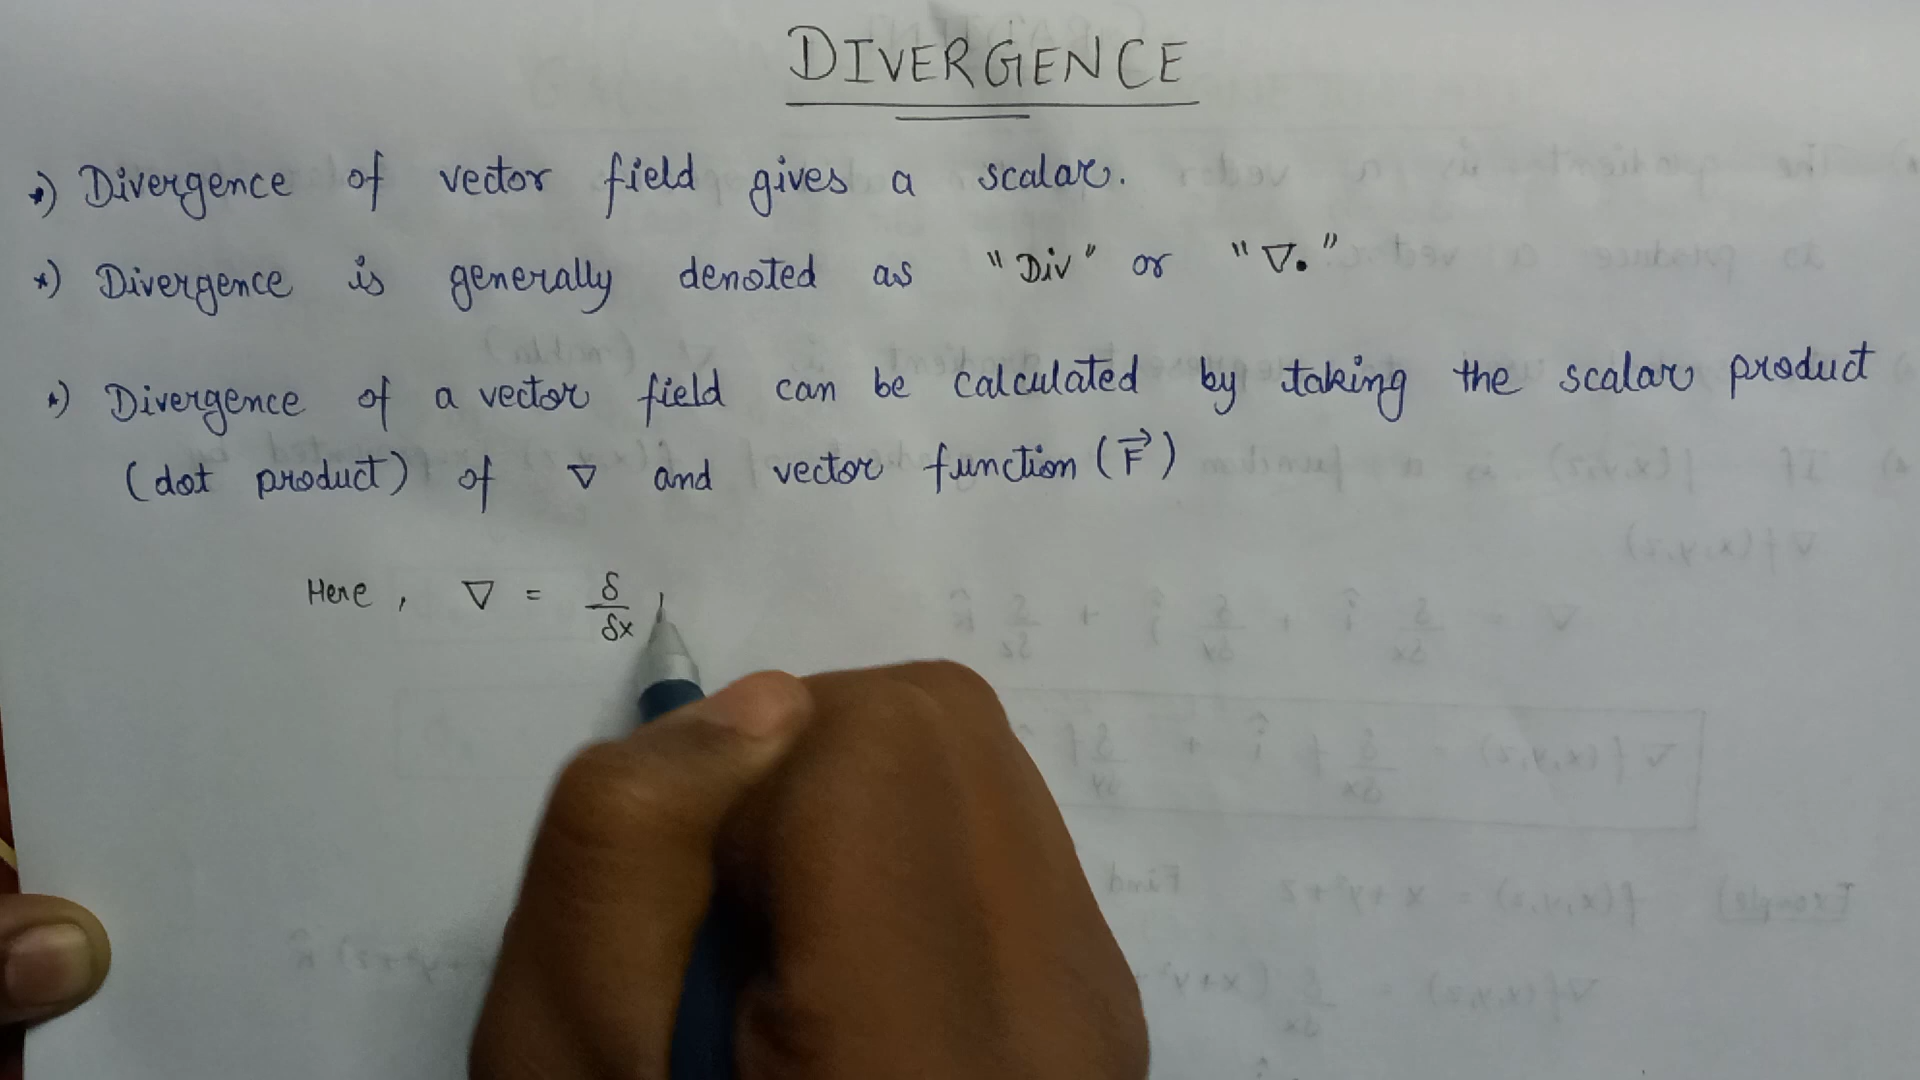 DIVERGENCE
*) Divergence of vector field gives a scalar.
*) Divergence is generally denoted as "Div" or "∇."
*) Divergence of a vector field can be calculated by taking the scalar product
(dot product) of ∇ and vector function (F⃗)
Here, ∇ = δ/δx